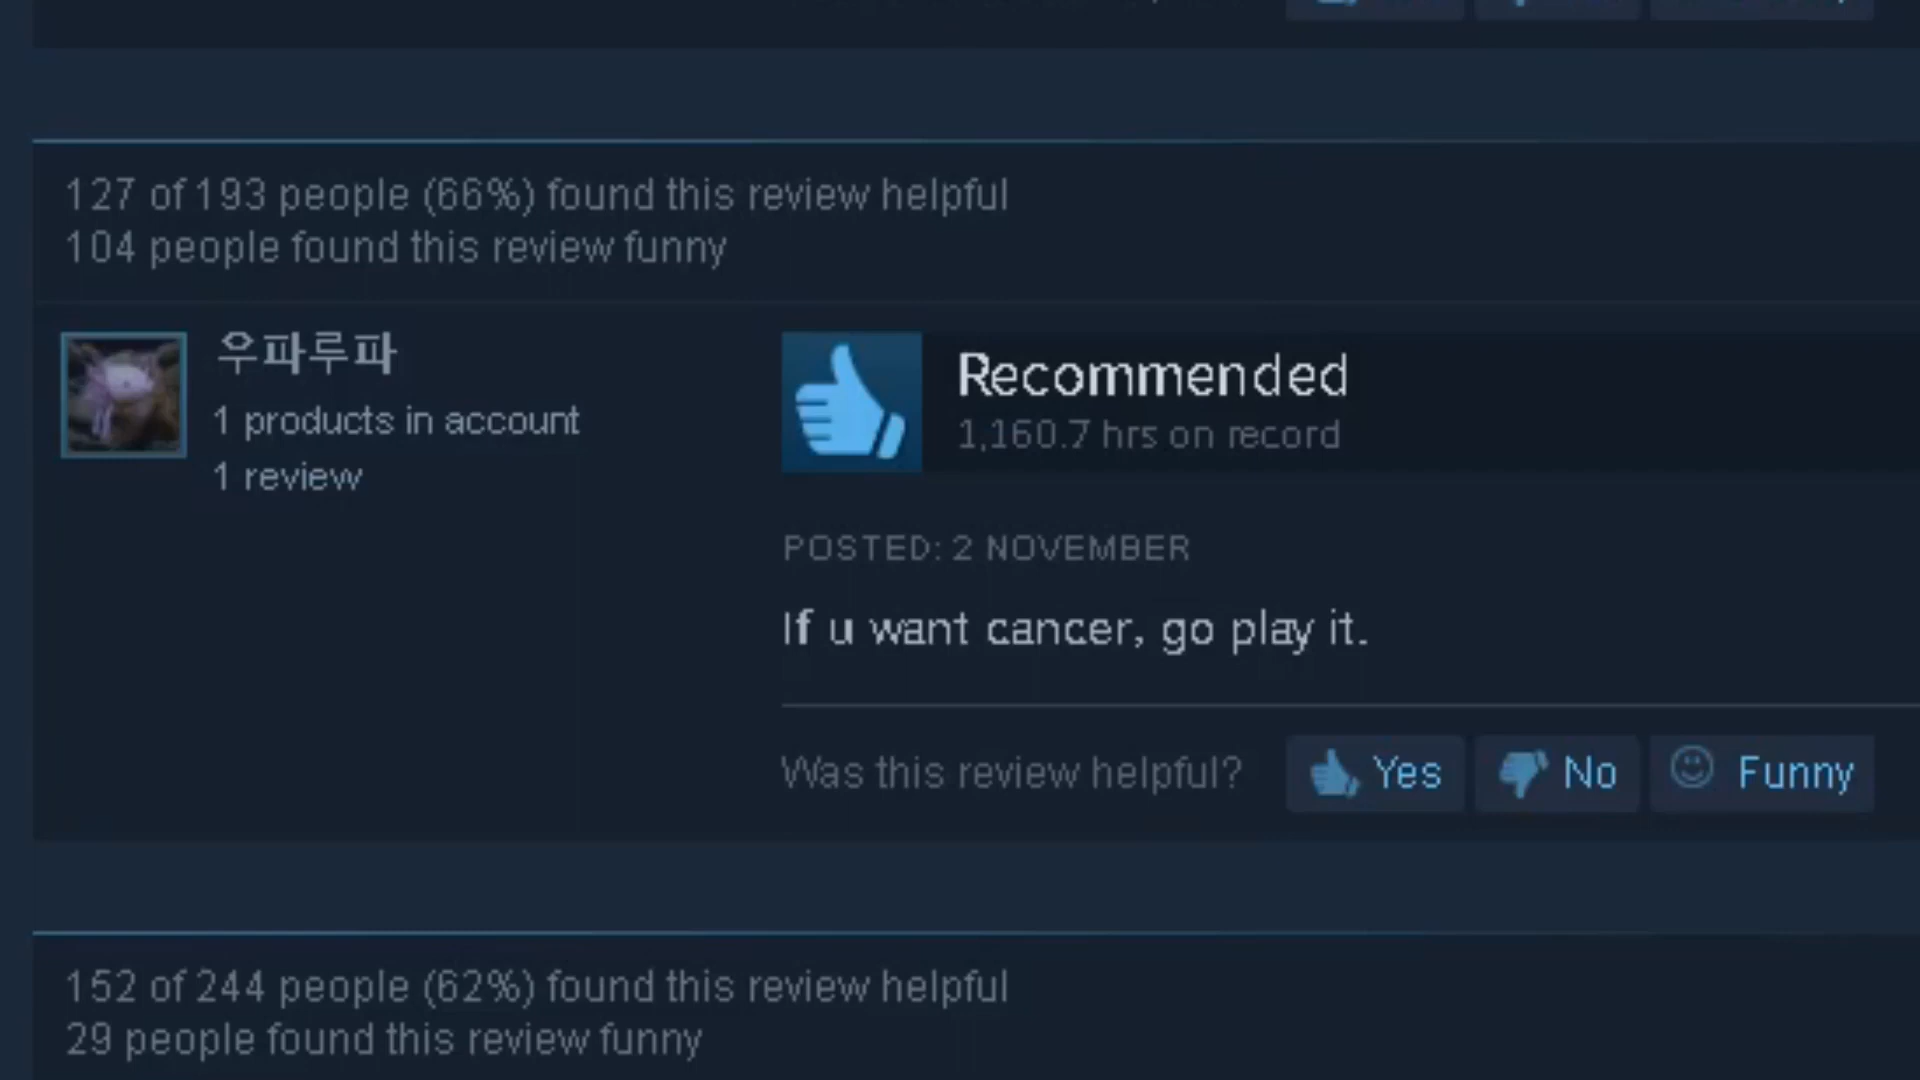 127 of 193 people (66%) found this review helpful
104 people found this review funny
우파루파
1 products in account
1 review
Recommended
1,160.7 hrs on record
POSTED: 2 NOVEMBER
If u want cancer, go play it.
Was this review helpful? Yes No Funny
152 of 244 people (62%) found this review helpful
29 people found this review funny